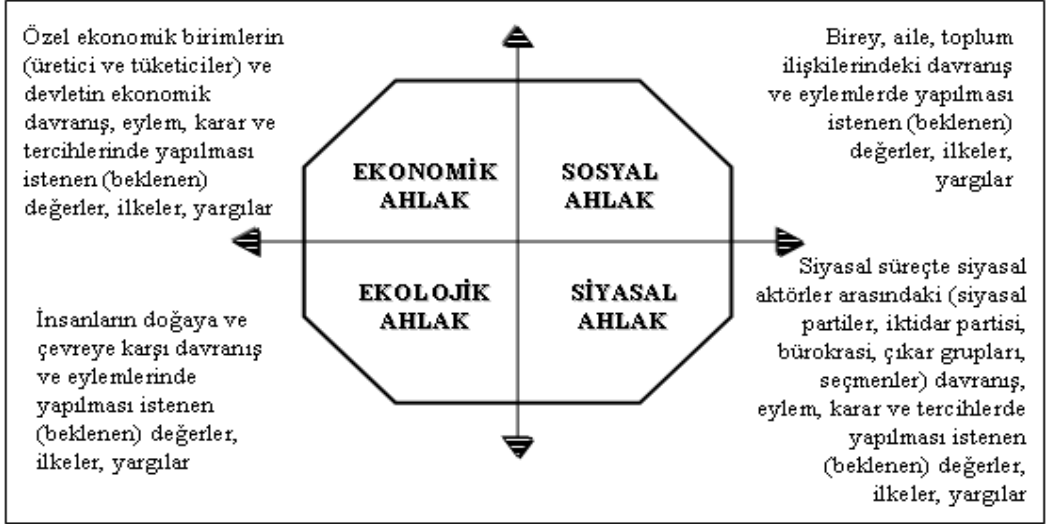 Özel ekonomik birimlerin
(üretici ve tüketiciler) ve
devletin ekonomik
davranış, eylem, karar ve
tercihlerinde yapılması
istenen (beklenen)
değerler, ilkeler, yargılar
Birey, aile, toplum
ilişkilerindeki davranış
ve eylemlerde yapılması
istenen (beklenen)
değerler, ilkeler,
yargılar
EKONOMİK
AHLAK
SOSYAL
AHLAK
EKOLOJİK
AHLAK
SİYASAL
AHLAK
İnsanların doğaya ve
çevreye karşı davranış
ve eylemlerinde
yapılması istenen
(beklenen) değerler,
ilkeler, yargılar
Siyasal süreçte siyasal
aktörler arasındaki (siyasal
partiler, iktidar partisi,
bürokrasi, çıkar grupları,
seçmenler) davranış,
eylem, karar ve tercihlerde
yapılması istenen
(beklenen) değerler,
ilkeler, yargılar